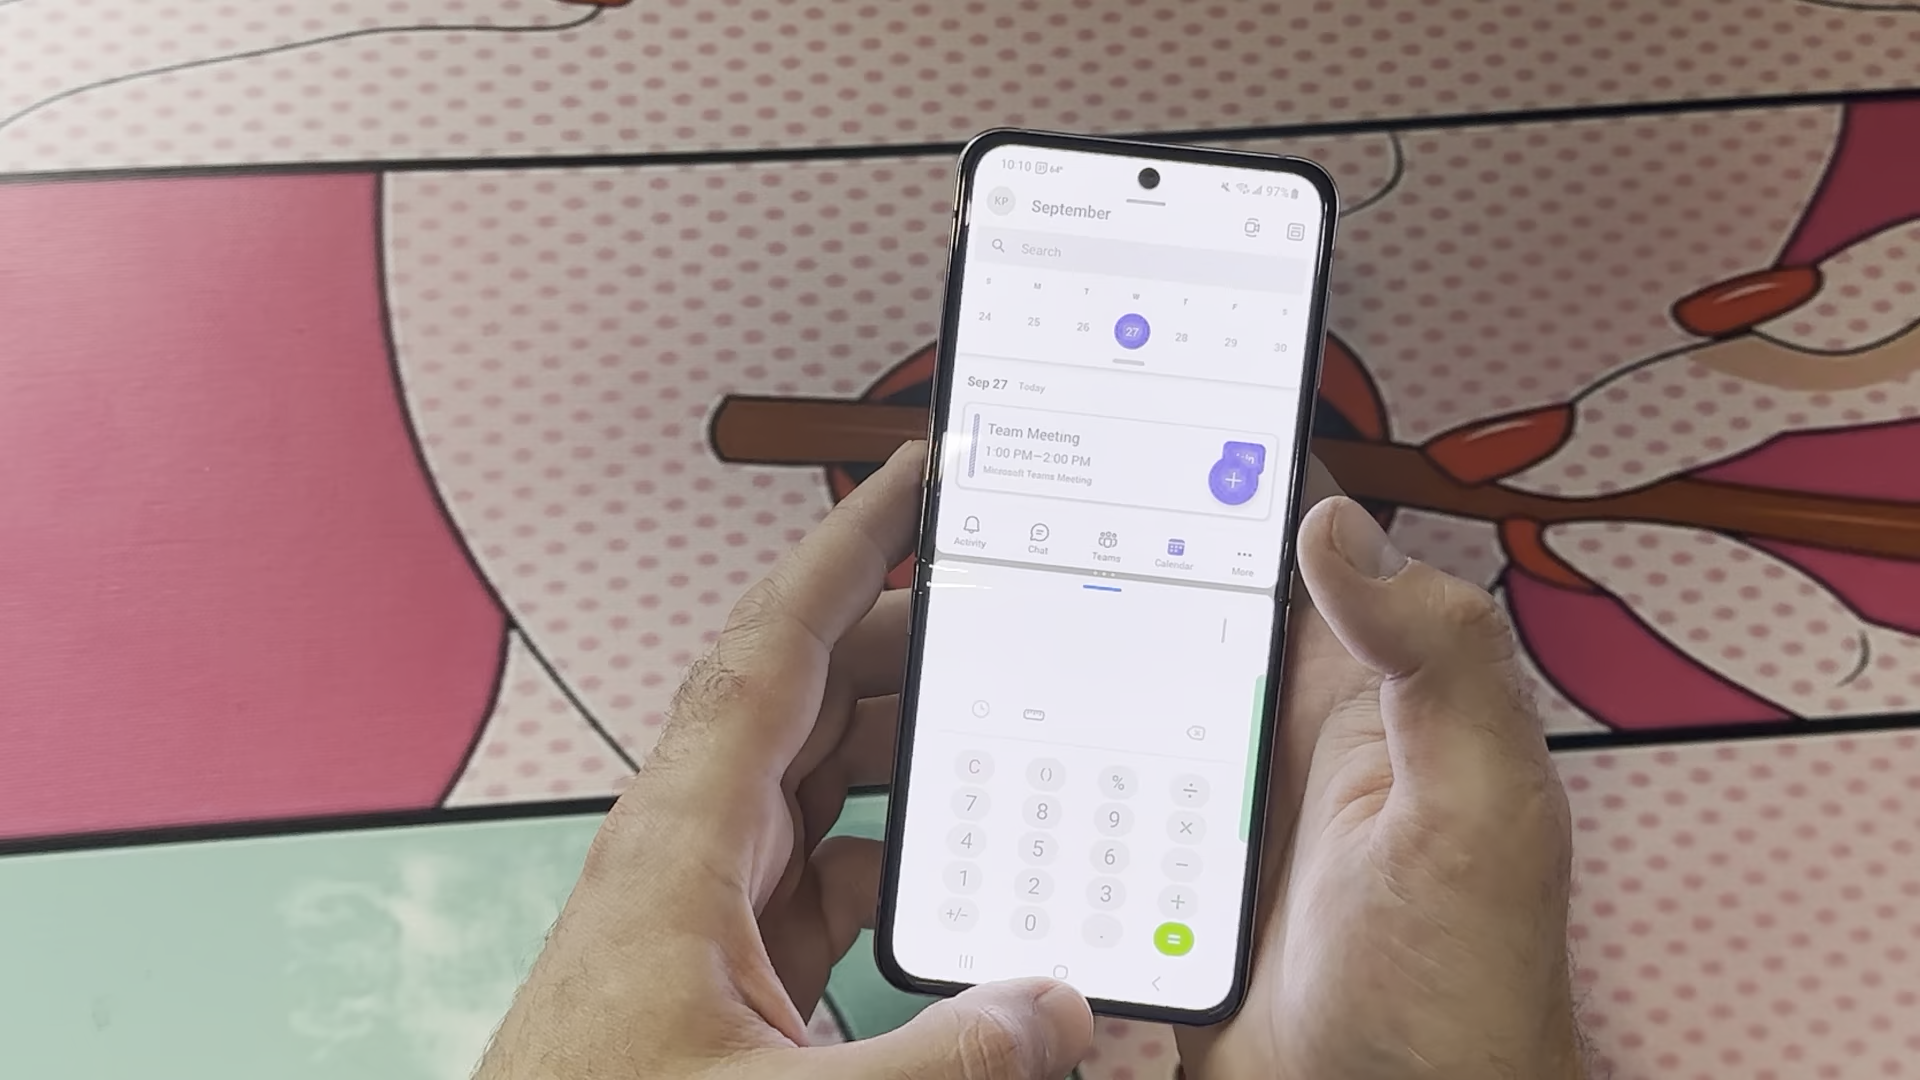 10:10 31 64° 97%
KP September
Search
S M T W T F S
24 25 26 27 28 29 30
Sep 27 Today
Team Meeting
1:00 PM–2:00 PM
Microsoft Teams Meeting
+
Activity Chat Teams Calendar More
C () % ÷
7 8 9 ×
4 5 6 −
1 2 3 +
+/− 0 . =